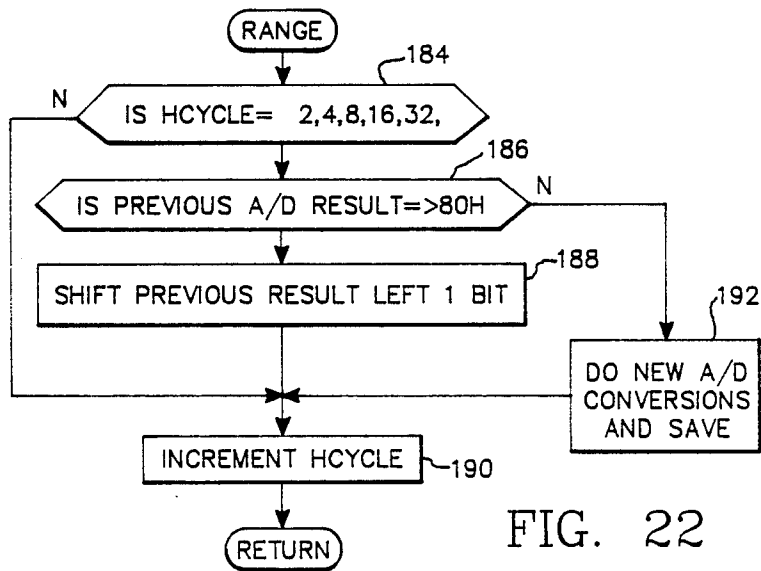 RANGE
184
N
IS HCYCLE= 2,4,8,16,32,
186
IS PREVIOUS A/D RESULT=>80H
N
188
SHIFT PREVIOUS RESULT LEFT 1 BIT
192
DO NEW A/D
CONVERSIONS
AND SAVE
INCREMENT HCYCLE
190
RETURN
FIG. 22